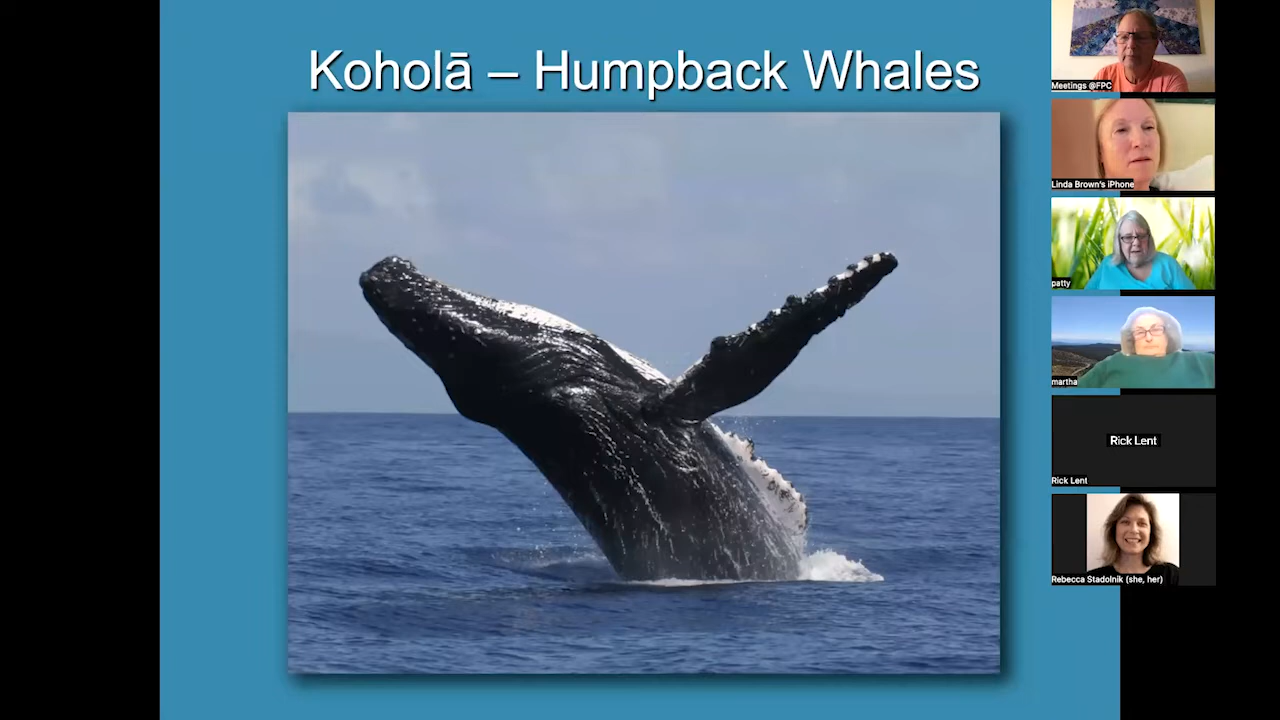 Koholā – Humpback Whales
Meetings @FPC
Linda Brown's iPhone
patty
martha
Rick Lent
Rick Lent
Rebecca Stadolnik (she, her)